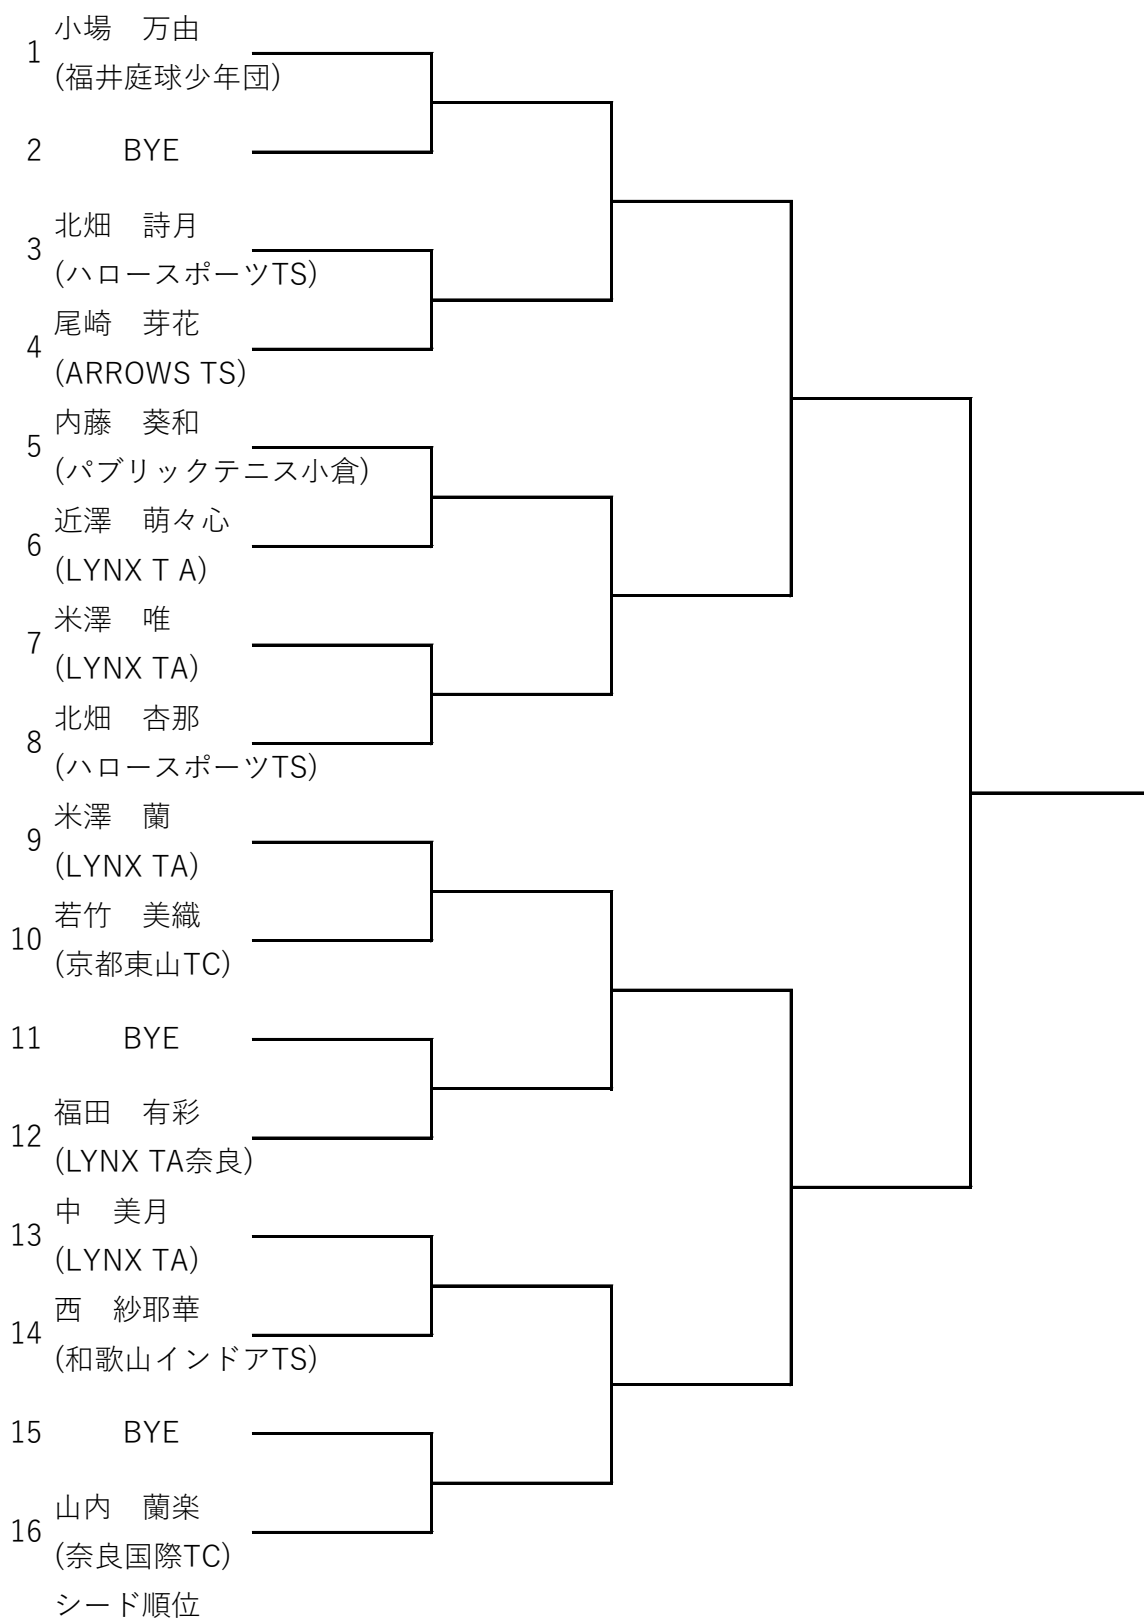 1 小場　万由
(福井庭球少年団)
2 BYE
3 北畑　詩月
(ハロースポーツTS)
4 尾崎　芽花
(ARROWS TS)
5 内藤　葵和
(パブリックテニス小倉)
6 近澤　萌々心
(LYNX T A)
7 米澤　唯
(LYNX TA)
8 北畑　杏那
(ハロースポーツTS)
9 米澤　蘭
(LYNX TA)
10 若竹　美織
(京都東山TC)
11 BYE
12 福田　有彩
(LYNX TA奈良)
13 中　美月
(LYNX TA)
14 西　紗耶華
(和歌山インドアTS)
15 BYE
16 山内　蘭楽
(奈良国際TC)
シード順位